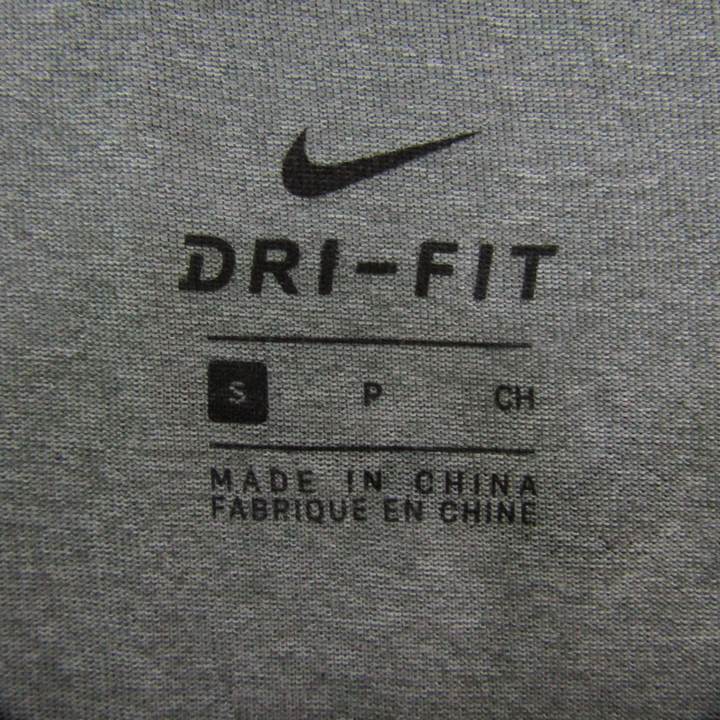 DRI-FIT
S P CH
MADE IN CHINA
FABRIQUE EN CHINE